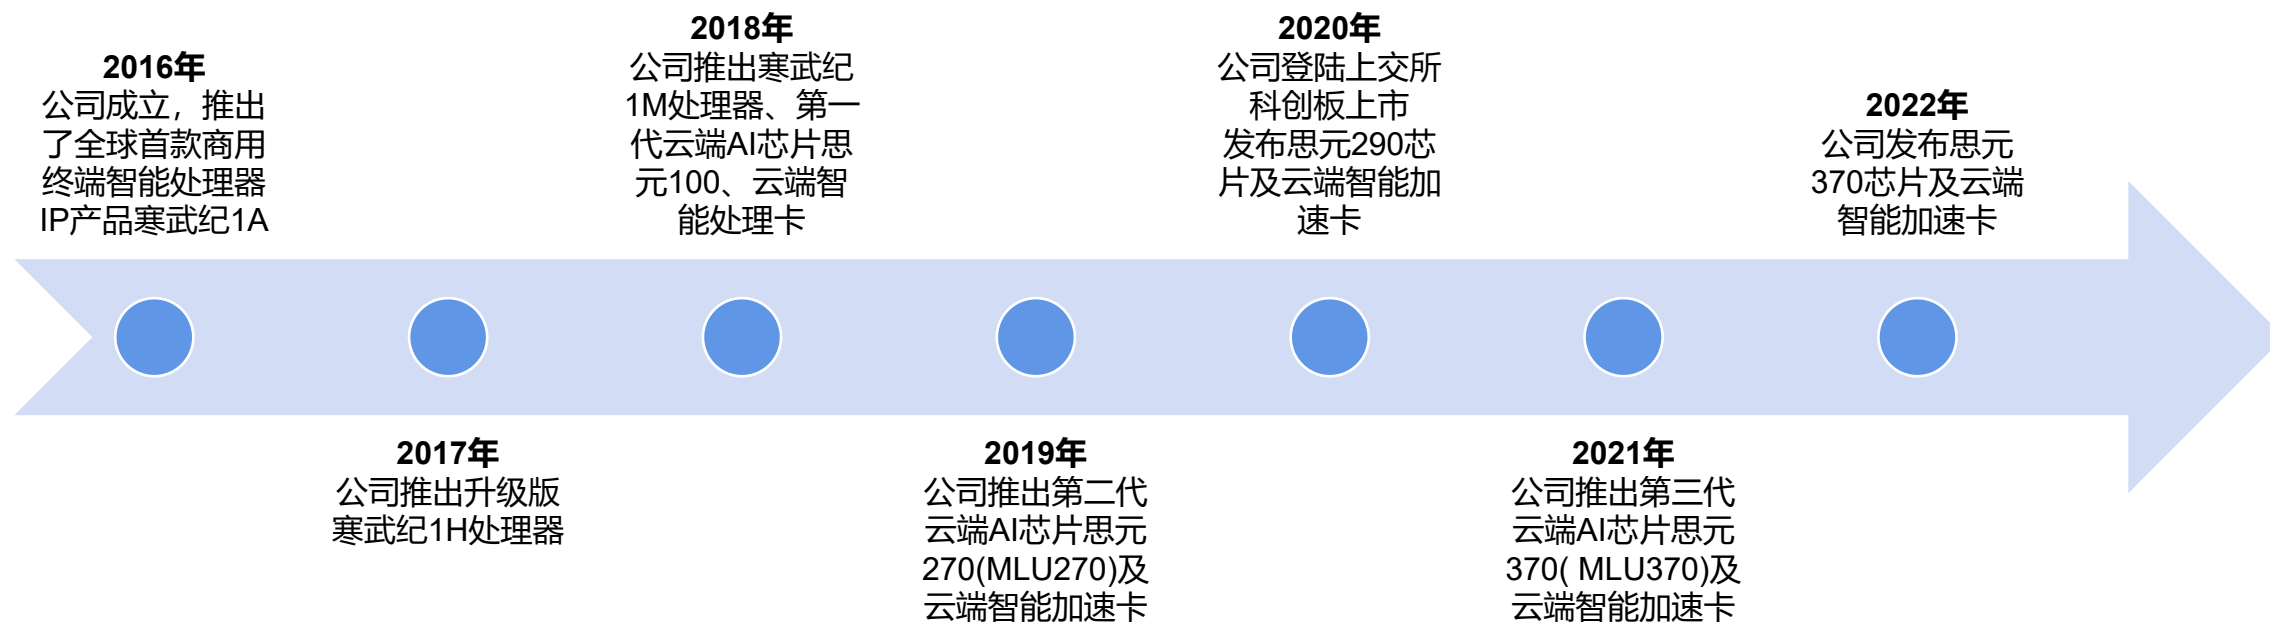 2016年
公司成立，推出
了全球首款商用
终端智能处理器
IP产品寒武纪1A
2017年
公司推出升级版
寒武纪1H处理器
2018年
公司推出寒武纪
1M处理器、第一
代云端AI芯片思
元100、云端智
能处理卡
2019年
公司推出第二代
云端AI芯片思元
270(MLU270)及
云端智能加速卡
2020年
公司登陆上交所
科创板上市
发布思元290芯
片及云端智能加
速卡
2021年
公司推出第三代
云端AI芯片思元
370( MLU370)及
云端智能加速卡
2022年
公司发布思元
370芯片及云端
智能加速卡